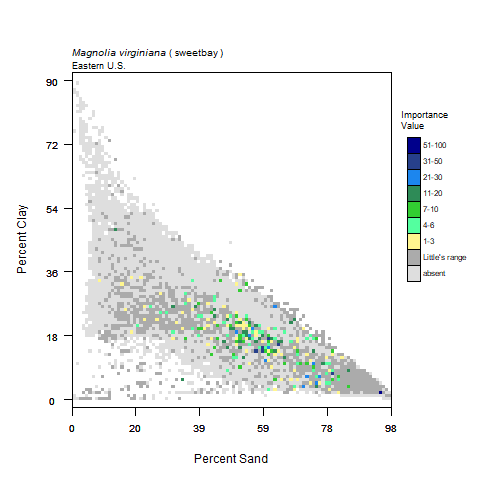 Magnolia virginiana ( sweetbay )
Eastern U.S.
90
72
54
36
18
0
Percent Clay
0
20
39
59
78
98
Percent Sand
Importance
Value
51-100
31-50
21-30
11-20
7-10
4-6
1-3
Little's range
absent